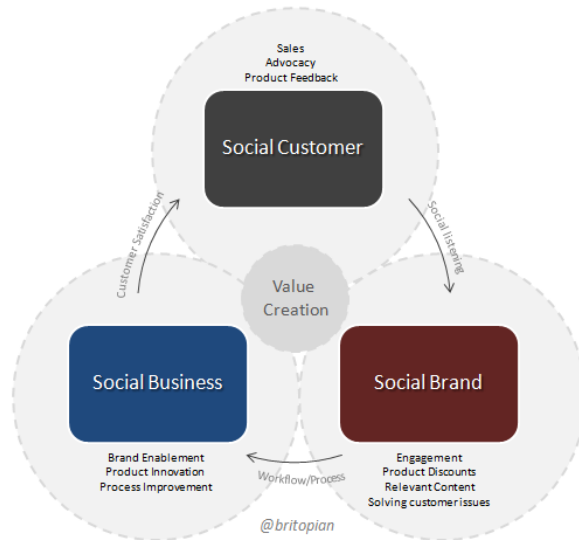 Sales
Advocacy
Product Feedback
Social Customer
Customer Satisfaction
Social listening
Value
Creation
Social Business
Social Brand
Brand Enablement
Product Innovation
Process Improvement
Workflow/Process
Engagement
Product Discounts
Relevant Content
Solving customer issues
@britopian